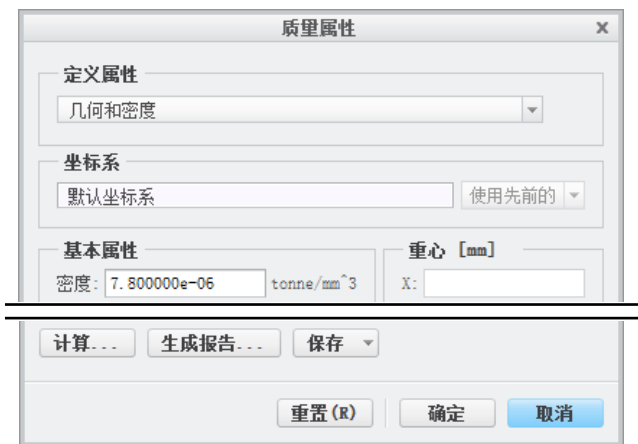 质量属性
定义属性
几何和密度
坐标系
默认坐标系 使用先前的
基本属性 重心 [mm]
密度: 7.800000e-06 tonne/mm^3 X:
计算... 生成报告... 保存
重置(R) 确定 取消